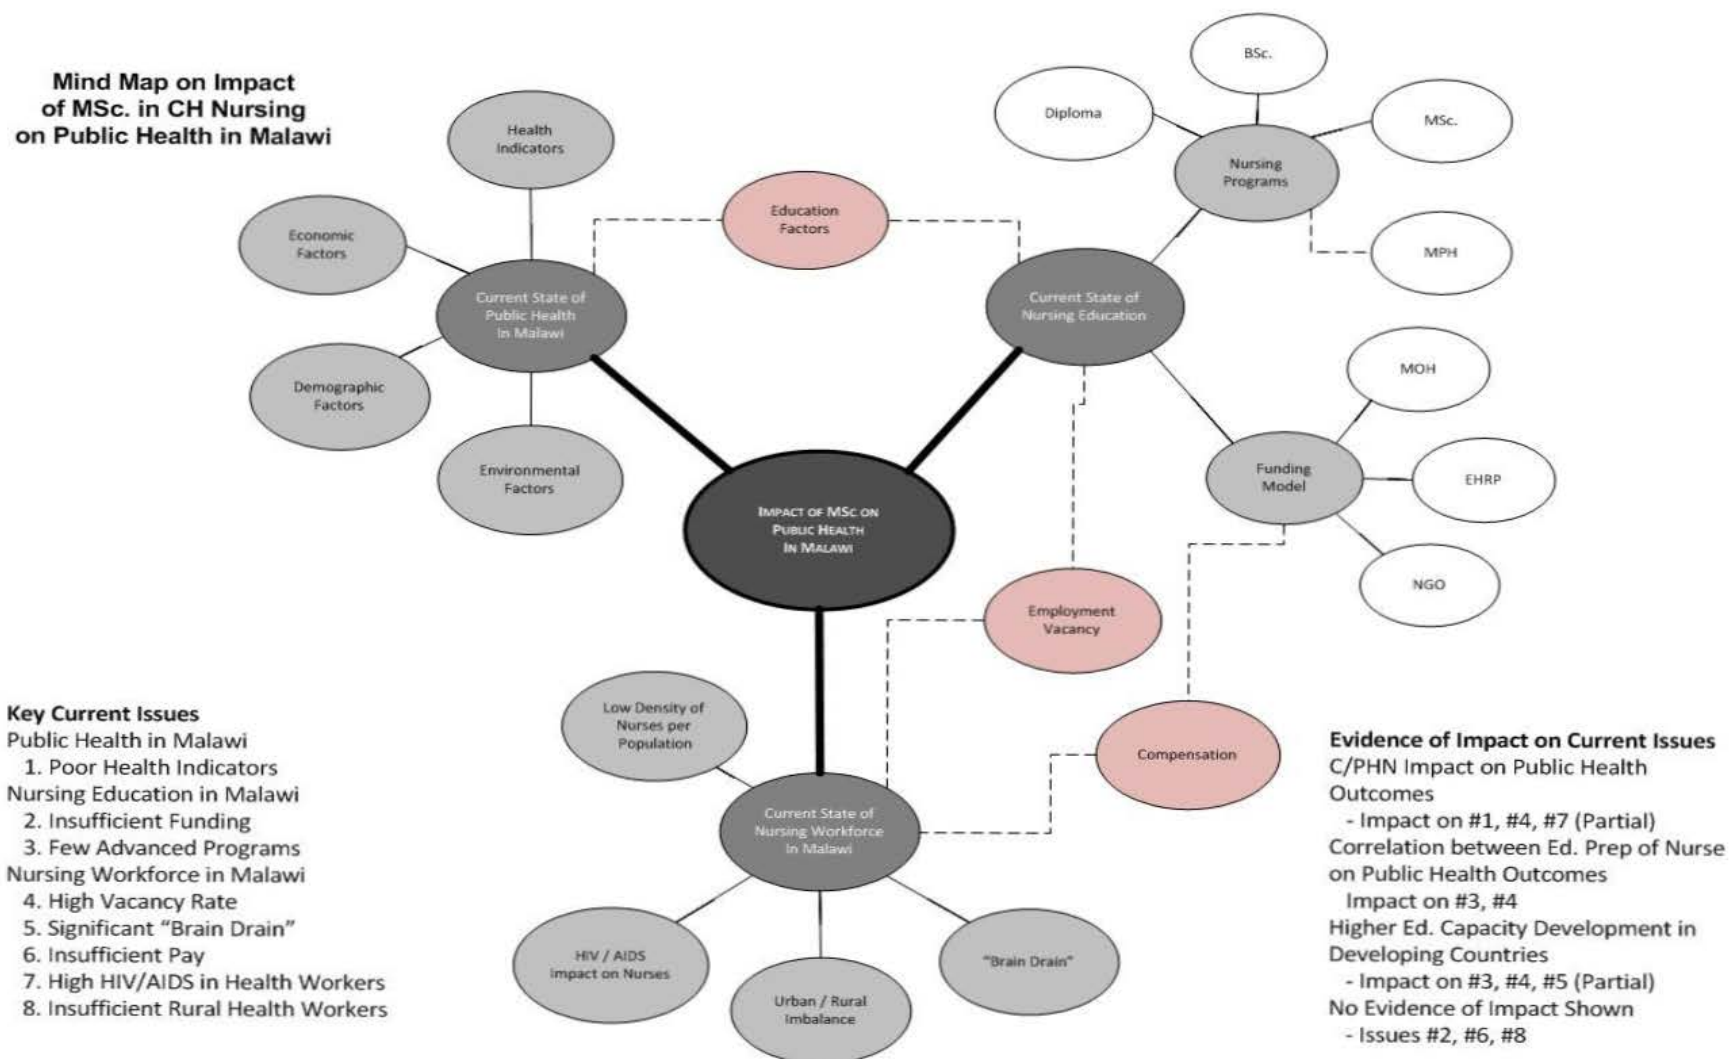 Mind Map on Impact
of MSc. in CH Nursing
on Public Health in Malawi
Health
Indicators
Economic
Factors
Current State of
Public Health
In Malawi
Demographic
Factors
Environmental
Factors
Education
Factors
BSc.
Diploma
MSc.
Nursing
Programs
MPH
Current State of
Nursing Education
MOH
Funding
Model
EHRP
NGO
IMPACT OF MSC ON
PUBLIC HEALTH
IN MALAWI
Employment
Vacancy
Compensation
Low Density of
Nurses per
Population
Current State of
Nursing Workforce
In Malawi
HIV / AIDS
Impact on Nurses
Urban / Rural
Imbalance
"Brain Drain"
Key Current Issues
Public Health in Malawi
1. Poor Health Indicators
Nursing Education in Malawi
2. Insufficient Funding
3. Few Advanced Programs
Nursing Workforce in Malawi
4. High Vacancy Rate
5. Significant "Brain Drain"
6. Insufficient Pay
7. High HIV/AIDS in Health Workers
8. Insufficient Rural Health Workers
Evidence of Impact on Current Issues
C/PHN Impact on Public Health
Outcomes
- Impact on #1, #4, #7 (Partial)
Correlation between Ed. Prep of Nurse
on Public Health Outcomes
Impact on #3, #4
Higher Ed. Capacity Development in
Developing Countries
- Impact on #3, #4, #5 (Partial)
No Evidence of Impact Shown
- Issues #2, #6, #8